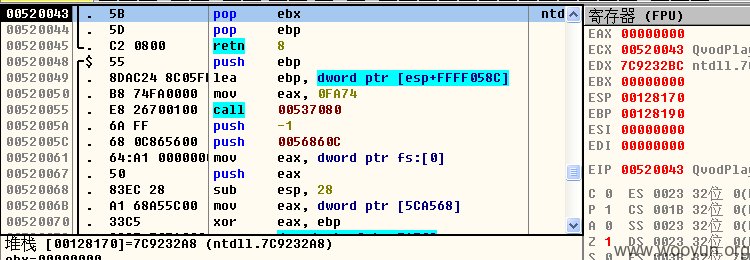 00520043 . 5B pop ebx ntd
00520044 . 5D pop ebp
00520045 . C2 0800 retn 8
00520048 $ 55 push ebp
00520049 . 8DAC24 8C05F lea ebp, dword ptr [esp+FFFF058C]
00520050 . B8 74FA0000 mov eax, 0FA74
00520055 . E8 26700100 call 00537080
0052005A . 6A FF push -1
0052005C . 68 0C865600 push 0056860C
00520061 . 64:A1 0000000 mov eax, dword ptr fs:[0]
00520067 . 50 push eax
00520068 . 83EC 28 sub esp, 28
0052006B . A1 68A55C00 mov eax, dword ptr [5CA568]
00520070 . 33C5 xor eax, ebp
堆栈 [00128170]=7C9232A8 (ntdll.7C9232A8)
ebx=00000000
寄存器 (FPU)
EAX 00000000
ECX 00520043 QvodPla
EDX 7C9232BC ntdll.7
EBX 00000000
ESP 00128170
EBP 00128190
ESI 00000000
EDI 00000000
EIP 00520043 QvodPla
C 0 ES 0023 32位 0(
P 1 CS 001B 32位 0(
A 0 SS 0023 32位 0(
Z 1 DS 0023 32位 0(
www.wooyun.org